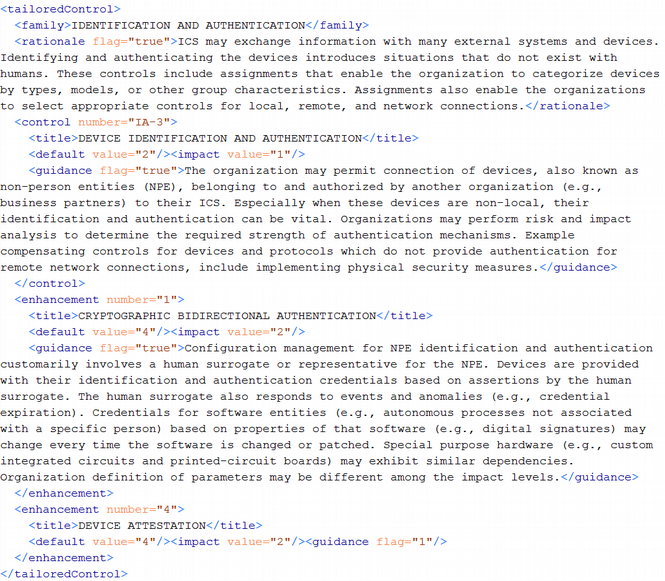 <tailoredControl>
<family>IDENTIFICATION AND AUTHENTICATION</family>
<rationale flag="true">ICS may exchange information with many external systems and devices.
Identifying and authenticating the devices introduces situations that do not exist with
humans. These controls include assignments that enable the organization to categorize devices
by types, models, or other group characteristics. Assignments also enable the organizations
to select appropriate controls for local, remote, and network connections.</rationale>
<control number="IA-3">
<title>DEVICE IDENTIFICATION AND AUTHENTICATION</title>
<default value="2"/><impact value="1"/>
<guidance flag="true">The organization may permit connection of devices, also known as
non-person entities (NPE), belonging to and authorized by another organization (e.g.,
business partners) to their ICS. Especially when these devices are non-local, their
identification and authentication can be vital. Organizations may perform risk and impact
analysis to determine the required strength of authentication mechanisms. Example
compensating controls for devices and protocols which do not provide authentication for
remote network connections, include implementing physical security measures.</guidance>
</control>
<enhancement number="1">
<title>CRYPTOGRAPHIC BIDIRECTIONAL AUTHENTICATION</title>
<default value="4"/><impact value="2"/>
<guidance flag="true">Configuration management for NPE identification and authentication
customarily involves a human surrogate or representative for the NPE. Devices are provided
with their identification and authentication credentials based on assertions by the human
surrogate. The human surrogate also responds to events and anomalies (e.g., credential
expiration). Credentials for software entities (e.g., autonomous processes not associated
with a specific person) based on properties of that software (e.g., digital signatures) may
change every time the software is changed or patched. Special purpose hardware (e.g., custom
integrated circuits and printed-circuit boards) may exhibit similar dependencies.
Organization definition of parameters may be different among the impact levels.</guidance>
</enhancement>
<enhancement number="4">
<title>DEVICE ATTESTATION</title>
<default value="4"/><impact value="2"/><guidance flag="1"/>
</enhancement>
</tailoredControl>